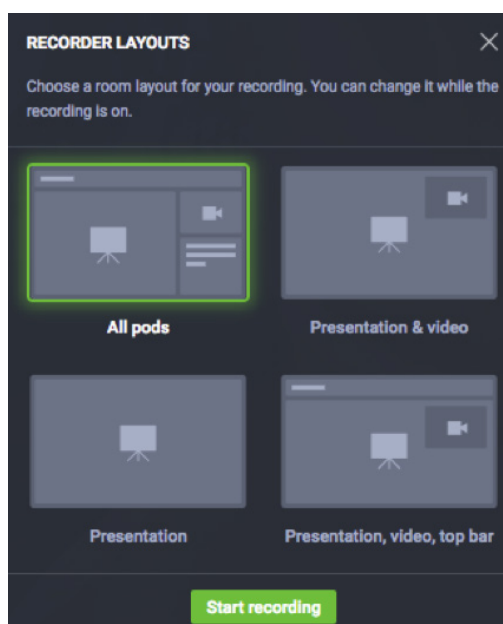 RECORDER LAYOUTS
Choose a room layout for your recording. You can change it while the
recording is on.
All pods
Presentation & video
Presentation
Presentation, video, top bar
Start recording